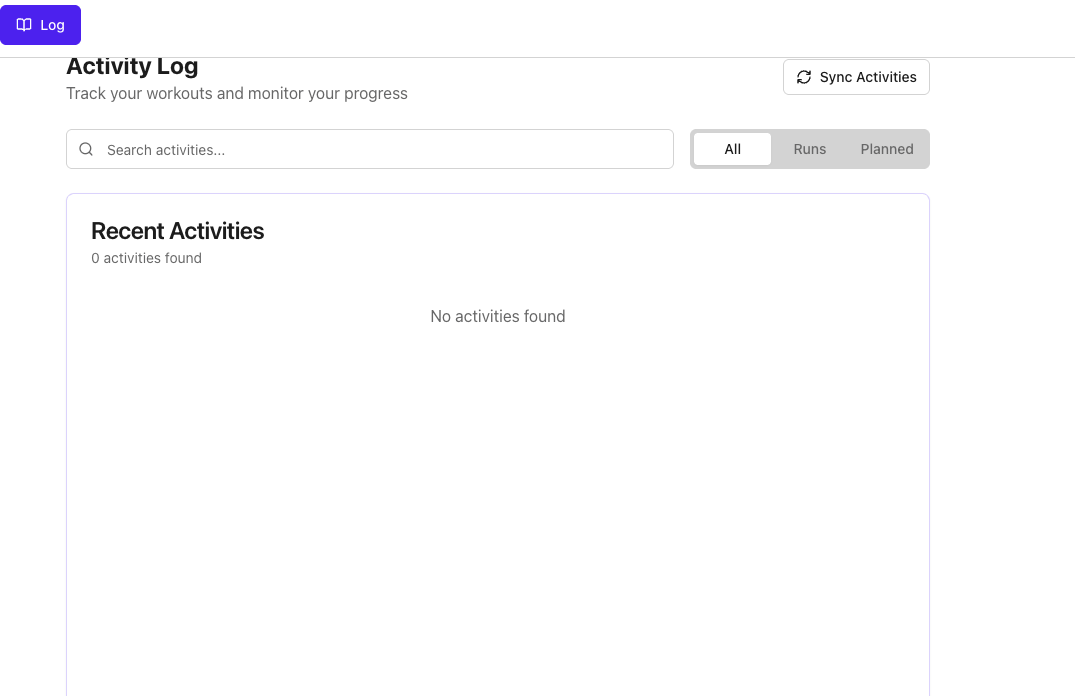 Log
Activity Log
Track your workouts and monitor your progress
Sync Activities
Search activities...
All
Runs
Planned
Recent Activities
0 activities found
No activities found